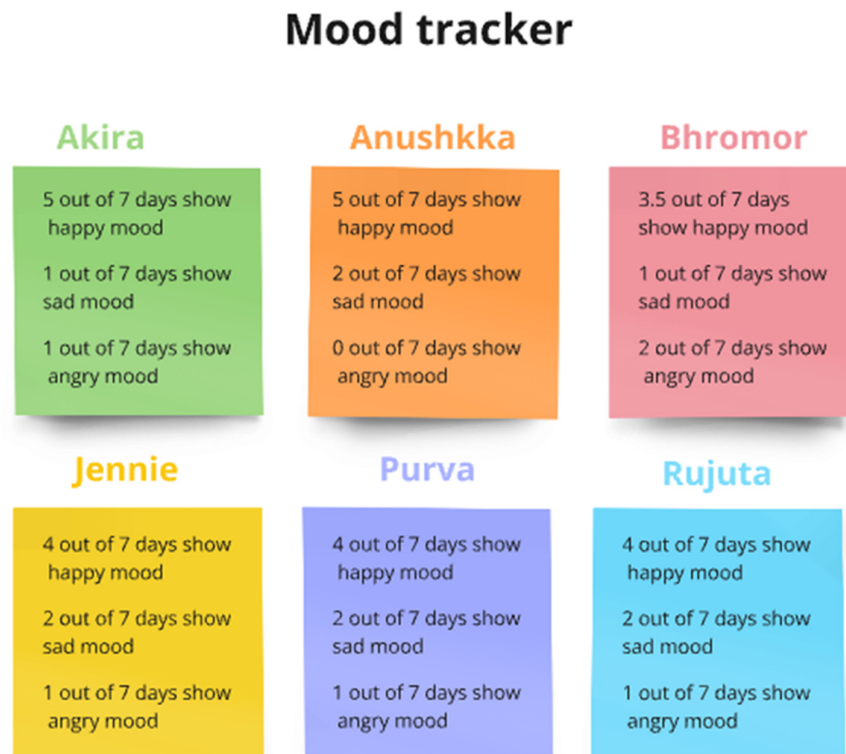 Mood tracker
Akira
5 out of 7 days show
happy mood
1 out of 7 days show
sad mood
1 out of 7 days show
angry mood
Anushkka
5 out of 7 days show
happy mood
2 out of 7 days show
sad mood
0 out of 7 days show
angry mood
Bhromor
3.5 out of 7 days
show happy mood
1 out of 7 days show
sad mood
2 out of 7 days show
angry mood
Jennie
4 out of 7 days show
happy mood
2 out of 7 days show
sad mood
1 out of 7 days show
angry mood
Purva
4 out of 7 days show
happy mood
2 out of 7 days show
sad mood
1 out of 7 days show
angry mood
Rujuta
4 out of 7 days show
happy mood
2 out of 7 days show
sad mood
1 out of 7 days show
angry mood